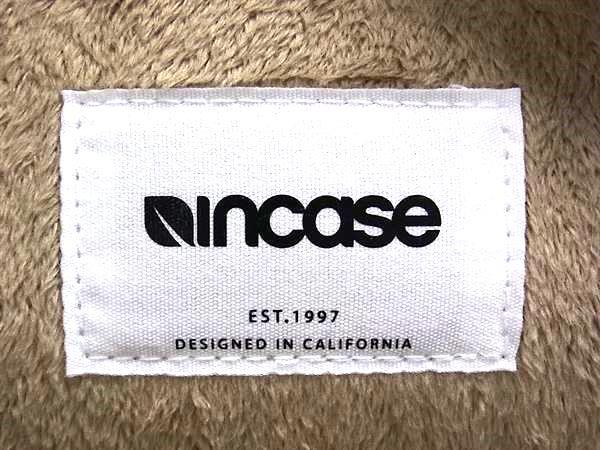 incase
EST.1997
DESIGNED IN CALIFORNIA